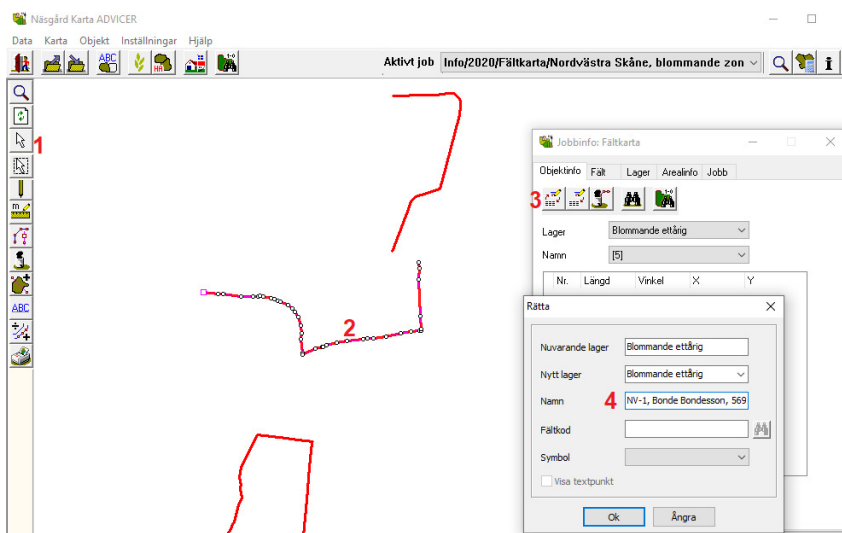 Näsgård Karta ADVICER
Data Karta Objekt Inställningar Hjälp
ABC HA 1-0 Aktivt job Info/2020/Fältkarta/Nordvästra Skåne, blommande zon i
1
Jobbinfo: Fältkarta
Objektinfo Fält Lager Arealinfo Jobb
3
m
Lager Blommande ettårig
Namn [5]
Nr. Längd Vinkel X Y
ABC
2
Rätta
Nuvarande lager Blommande ettårig
Nytt lager Blommande ettårig
Namn 4 NV-1, Bonde Bondesson, 569
Fältkod
Symbol
Visa textpunkt
Ok Ångra